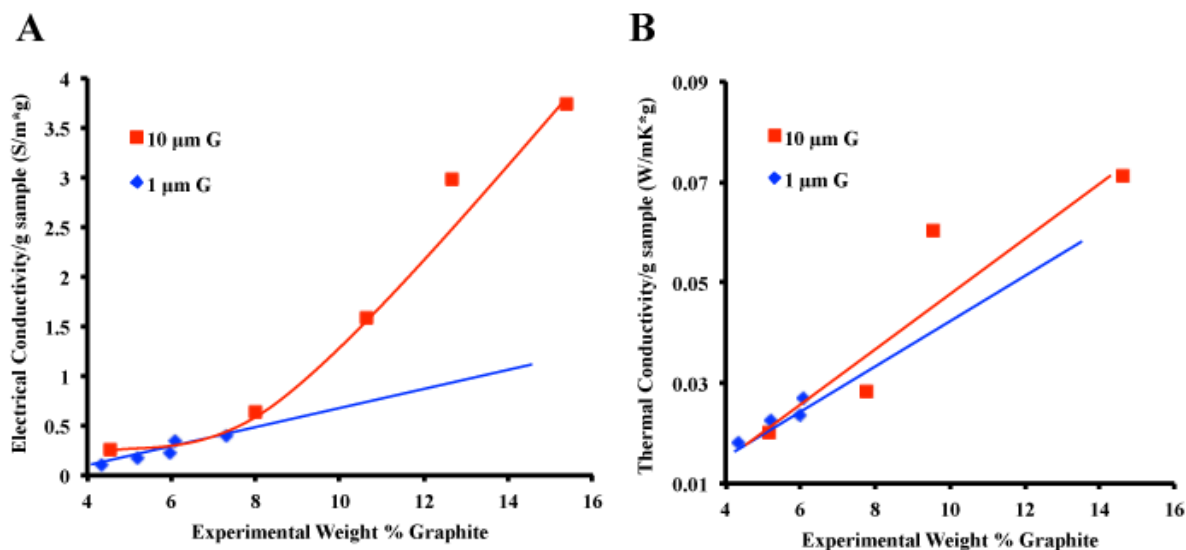 A
Electrical Conductivity/g sample (S/m*g)
4
3.5
3
2.5
2
1.5
1
0.5
0
10 μm G
1 μm G
4 6 8 10 12 14 16
Experimental Weight % Graphite
B
Thermal Conductivity/g sample (W/mK*g)
0.09
0.07
0.05
0.03
0.01
10 μm G
1 μm G
4 6 8 10 12 14 16
Experimental Weight % Graphite